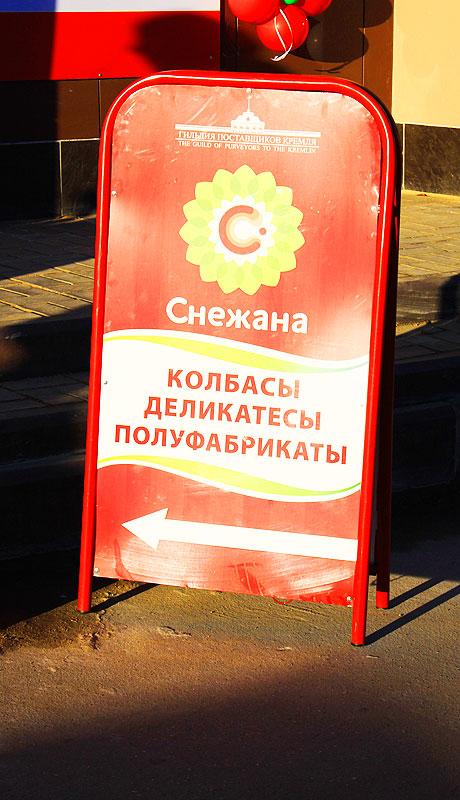 ГИЛЬДИЯ ПОСТАВЩИКОВ КРЕМЛЯ
THE GUILD OF PURVEYORS TO THE KREMLIN
Снежана
КОЛБАСЫ
ДЕЛИКАТЕСЫ
ПОЛУФАБРИКАТЫ